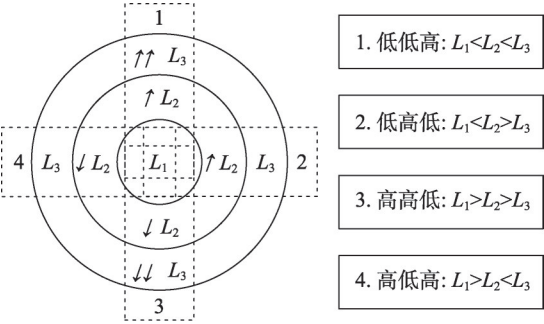 1
↑↑ L₃
↑ L₂
4 L₃ ↓ L₂ L₁ ↑ L₂ L₃ 2
↓ L₂
↓↓ L₃
3
1. 低低高: L₁<L₂<L₃
2. 低高低: L₁<L₂>L₃
3. 高高低: L₁>L₂>L₃
4. 高低高: L₁>L₂<L₃